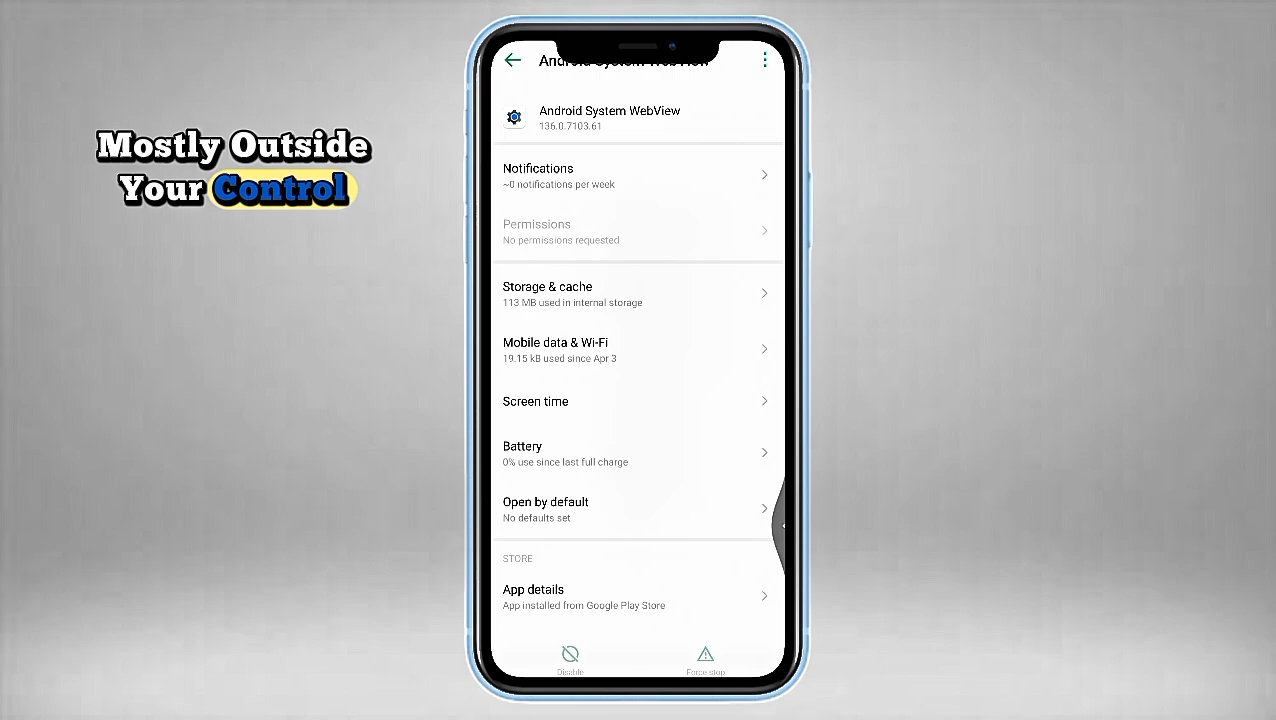 Mostly Outside
Your Control
Android System WebView
Android System WebView
136.0.7103.61
Notifications
~0 notifications per week
Permissions
No permissions requested
Storage & cache
113 MB used in internal storage
Mobile data & Wi-Fi
19.15 kB used since Apr 3
Screen time
Battery
0% use since last full charge
Open by default
No defaults set
STORE
App details
App installed from Google Play Store
Disable
Force stop